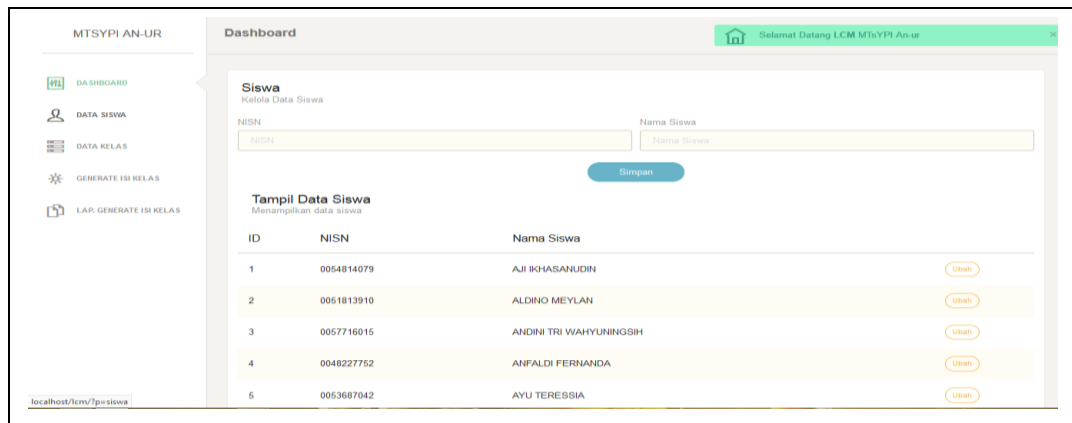 MTSYPI AN-UR
Dashboard
Selamat Datang LCM MTsYPI An-ur ×
DASHBOARD
DATA SISWA
DATA KELAS
GENERATE ISI KELAS
LAP. GENERATE ISI KELAS
Siswa
Kelola Data Siswa
NISN Nama Siswa
NISN Nama Siswa
Simpan
Tampil Data Siswa
Menampilkan data siswa
ID NISN Nama Siswa
1 0054814079 AJI IKHASANUDIN Ubah
2 0051813910 ALDINO MEYLAN Ubah
3 0057716015 ANDINI TRI WAHYUNINGSIH Ubah
4 0048227752 ANFALDI FERNANDA Ubah
5 0053687042 AYU TERESSIA Ubah
localhost/lcm/?p=siswa